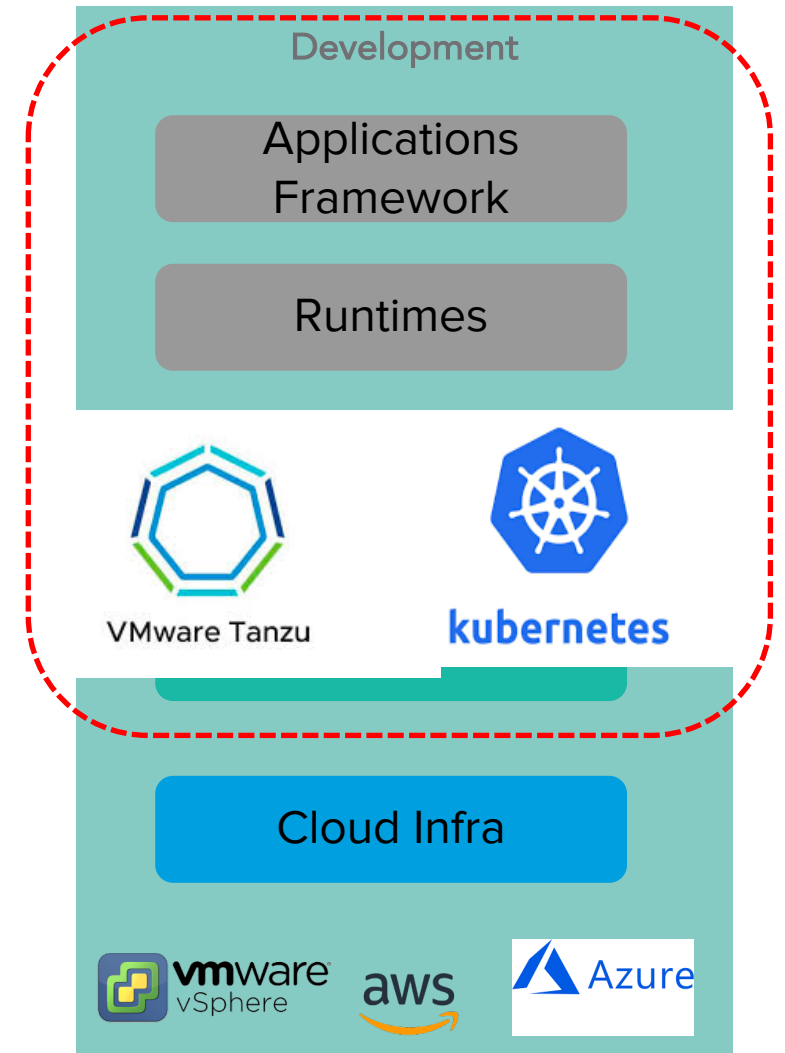 Development
Applications
Framework
Runtimes
VMware Tanzu
kubernetes
Cloud Infra
vmware
vSphere
aws
Azure